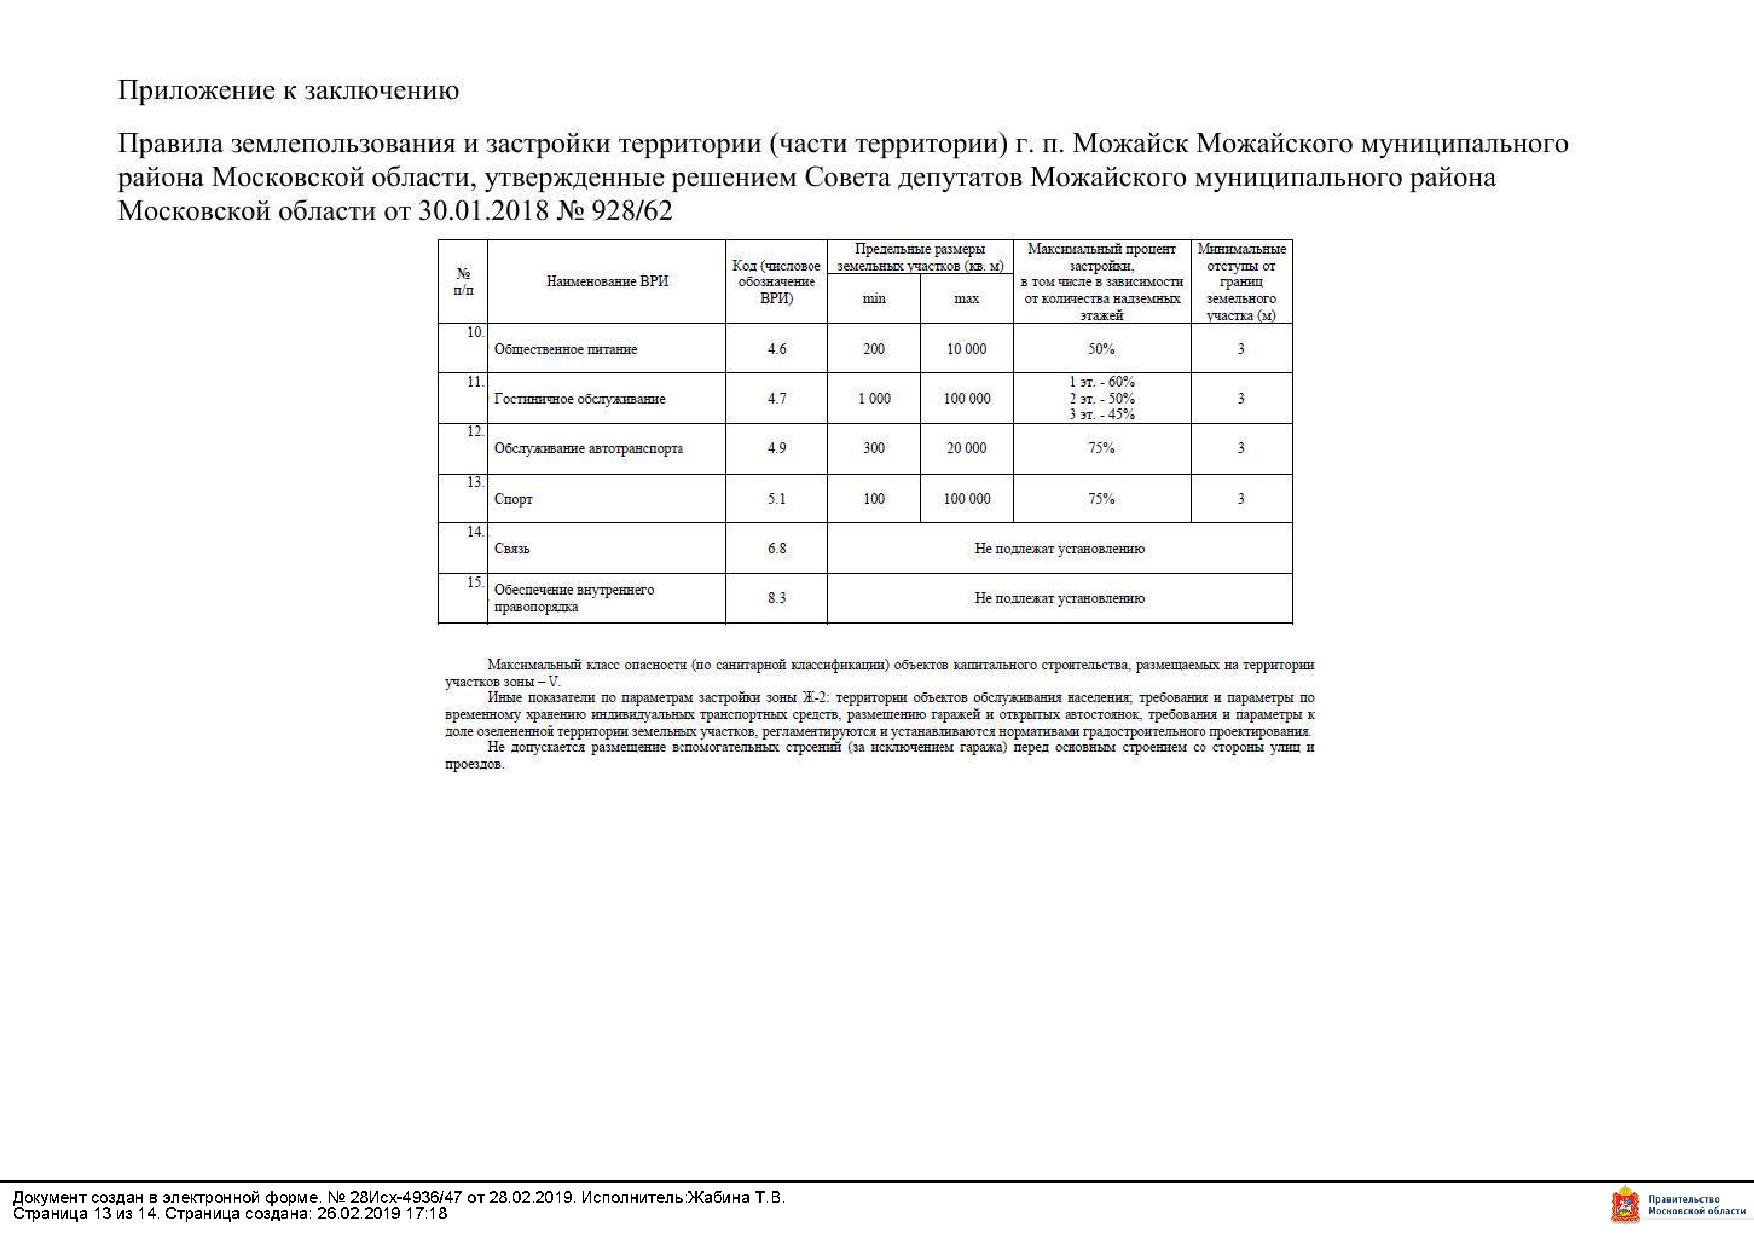 Приложение к заключению
Правила землепользования и застройки территории (части территории) г. п. Можайск Можайского муниципального
района Московской области, утвержденные решением Совета депутатов Можайского муниципального района
Московской области от 30.01.2018 № 928/62
№ п/п | Наименование ВРИ | Код (числовое обозначение ВРИ) | Предельные размеры земельных участков (кв. м) min | max | Максимальный процент застройки, в том числе в зависимости от количества надземных этажей | Минимальные отступы от границ земельного участка (м)
10. Общественное питание 4.6 200 10 000 50% 3
11. Гостиничное обслуживание 4.7 1 000 100 000 1 эт. - 60% 2 эт. - 50% 3 эт. - 45% 3
12. Обслуживание автотранспорта 4.9 300 20 000 75% 3
13. Спорт 5.1 100 100 000 75% 3
14. Связь 6.8 Не подлежат установлению
15. Обеспечение внутреннего правопорядка 8.3 Не подлежат установлению
Максимальный класс опасности (по санитарной классификации) объектов капитального строительства, размещаемых на территории
участков зоны – V.
Иные показатели по параметрам застройки зоны Ж-2: территории объектов обслуживания населения; требования и параметры по
временному хранению индивидуальных транспортных средств, размещению гаражей и открытых автостоянок, требования и параметры к
доле озелененной территории земельных участков, регламентируются и устанавливаются нормативами градостроительного проектирования.
Не допускается размещение вспомогательных строений (за исключением гаража) перед основным строением со стороны улиц и
проездов.
Документ создан в электронной форме. № 28Исх-4936/47 от 28.02.2019. Исполнитель:Жабина Т.В.
Страница 13 из 14. Страница создана: 26.02.2019 17:18
Правительство
Московской области